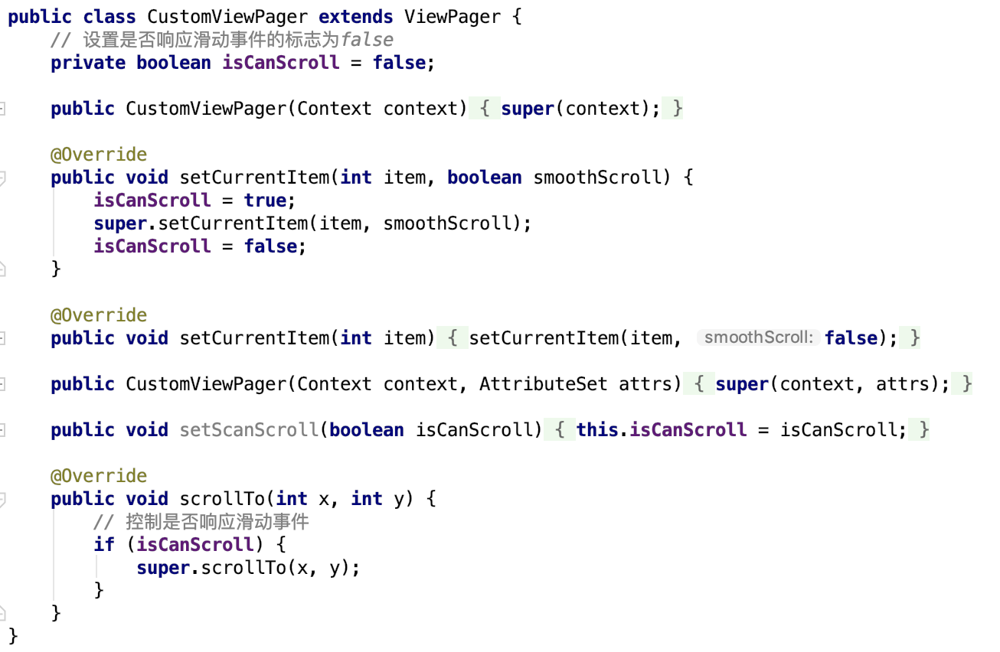 public class CustomViewPager extends ViewPager {
    // 设置是否响应滑动事件的标志为false
    private boolean isCanScroll = false;

    public CustomViewPager(Context context) { super(context); }

    @Override
    public void setCurrentItem(int item, boolean smoothScroll) {
        isCanScroll = true;
        super.setCurrentItem(item, smoothScroll);
        isCanScroll = false;
    }

    @Override
    public void setCurrentItem(int item) { setCurrentItem(item, smoothScroll: false); }

    public CustomViewPager(Context context, AttributeSet attrs) { super(context, attrs); }

    public void setScanScroll(boolean isCanScroll) { this.isCanScroll = isCanScroll; }

    @Override
    public void scrollTo(int x, int y) {
        // 控制是否响应滑动事件
        if (isCanScroll) {
            super.scrollTo(x, y);
        }
    }
}